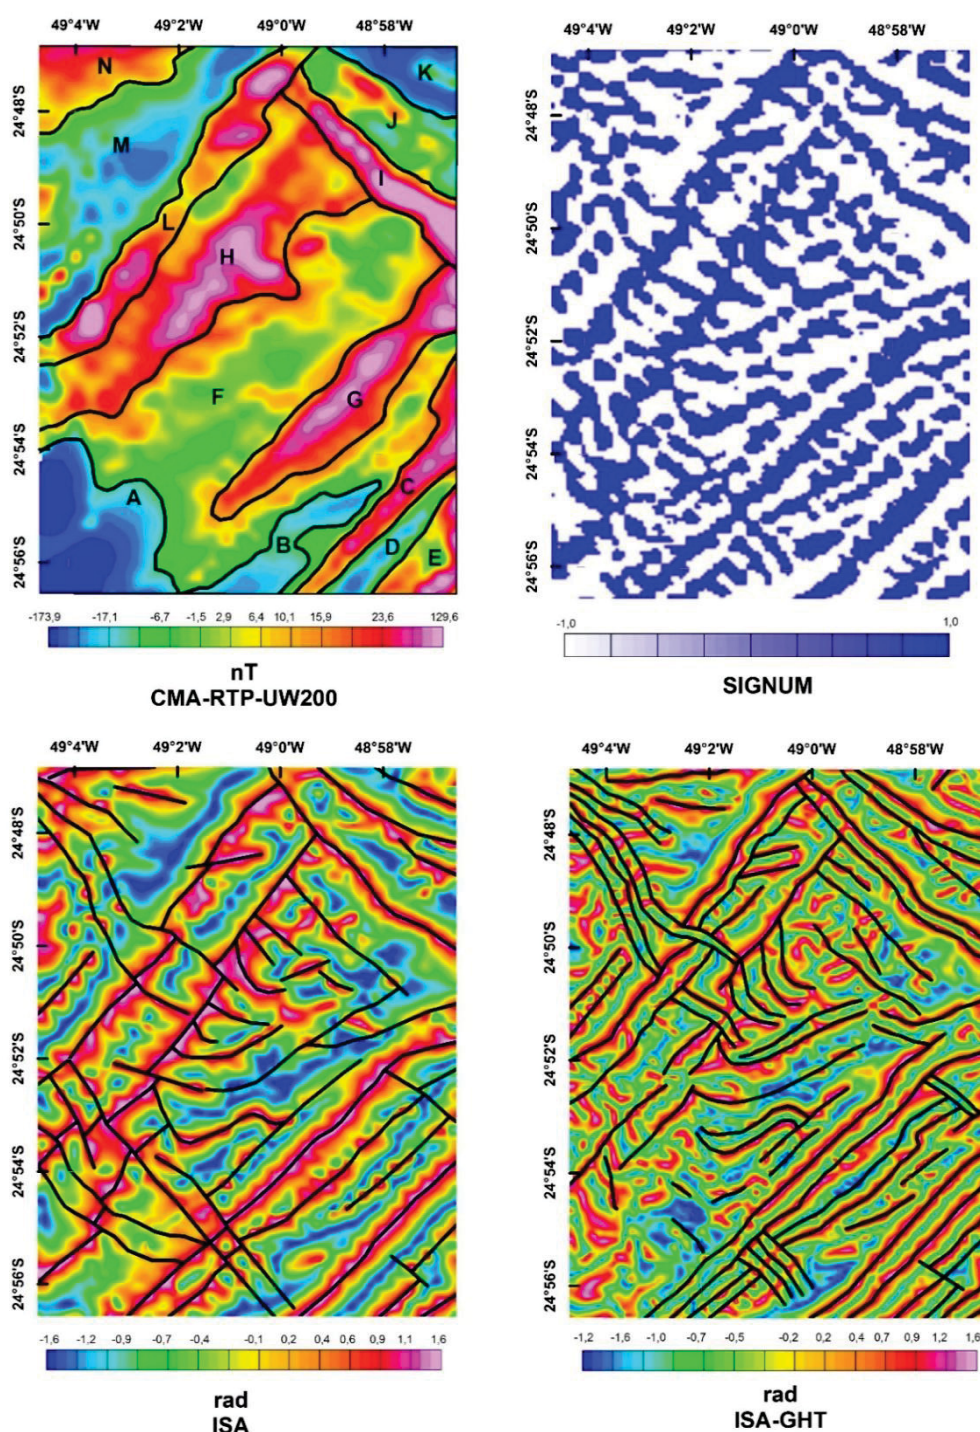 49°4'W 49°2'W 49°0'W 48°58'W
49°4'W 49°2'W 49°0'W 48°58'W
24°48'S
24°50'S
24°52'S
24°54'S
24°56'S
N
K
J
M
I
L
H
F
G
A
C
B
D
E
24°48'S
24°50'S
24°52'S
24°54'S
24°56'S
-173,9 -17,1 -6,7 -1,5 2,9 6,4 10,1 15,9 23,6 129,6
nT
CMA-RTP-UW200
-1,0 1,0
SIGNUM
49°4'W 49°2'W 49°0'W 48°58'W
49°4'W 49°2'W 49°0'W 48°58'W
24°48'S
24°50'S
24°52'S
24°54'S
24°56'S
24°48'S
24°50'S
24°52'S
24°54'S
24°56'S
-1,6 -1,2 -0,9 -0,7 -0,4 -0,1 0,2 0,4 0,6 1,1 1,6
rad
ISA
-1,2 -1,6 -1,0 -0,7 -0,5 -0,2 0,2 0,4 0,7 0,9 1,2 1,6
rad
ISA-GHT